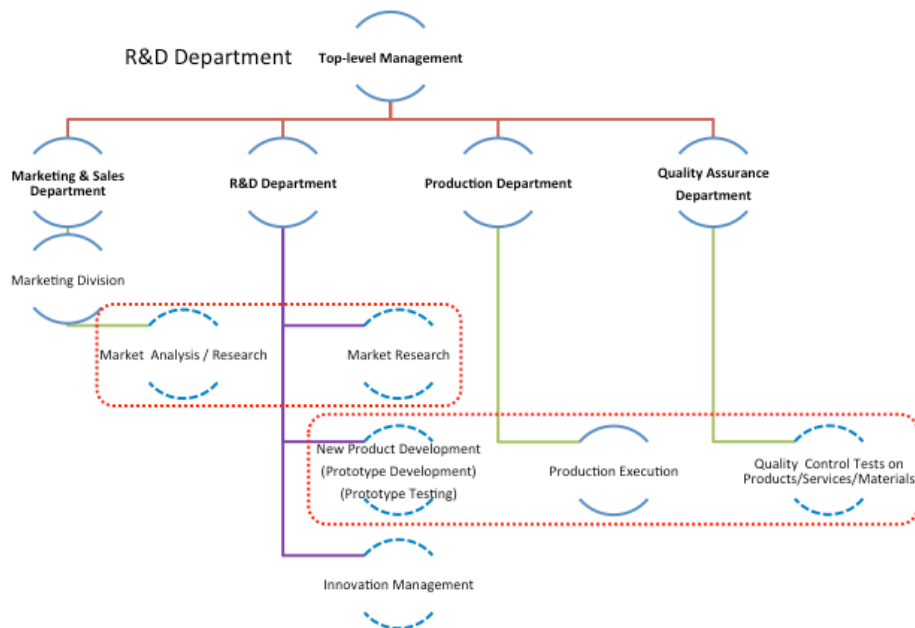 R&D Department
Top-level Management
Marketing & Sales
Department
R&D Department
Production Department
Quality Assurance
Department
Marketing Division
Market Analysis / Research
Market Research
New Product Development
(Prototype Development)
(Prototype Testing)
Production Execution
Quality Control Tests on
Products/Services/Materials
Innovation Management